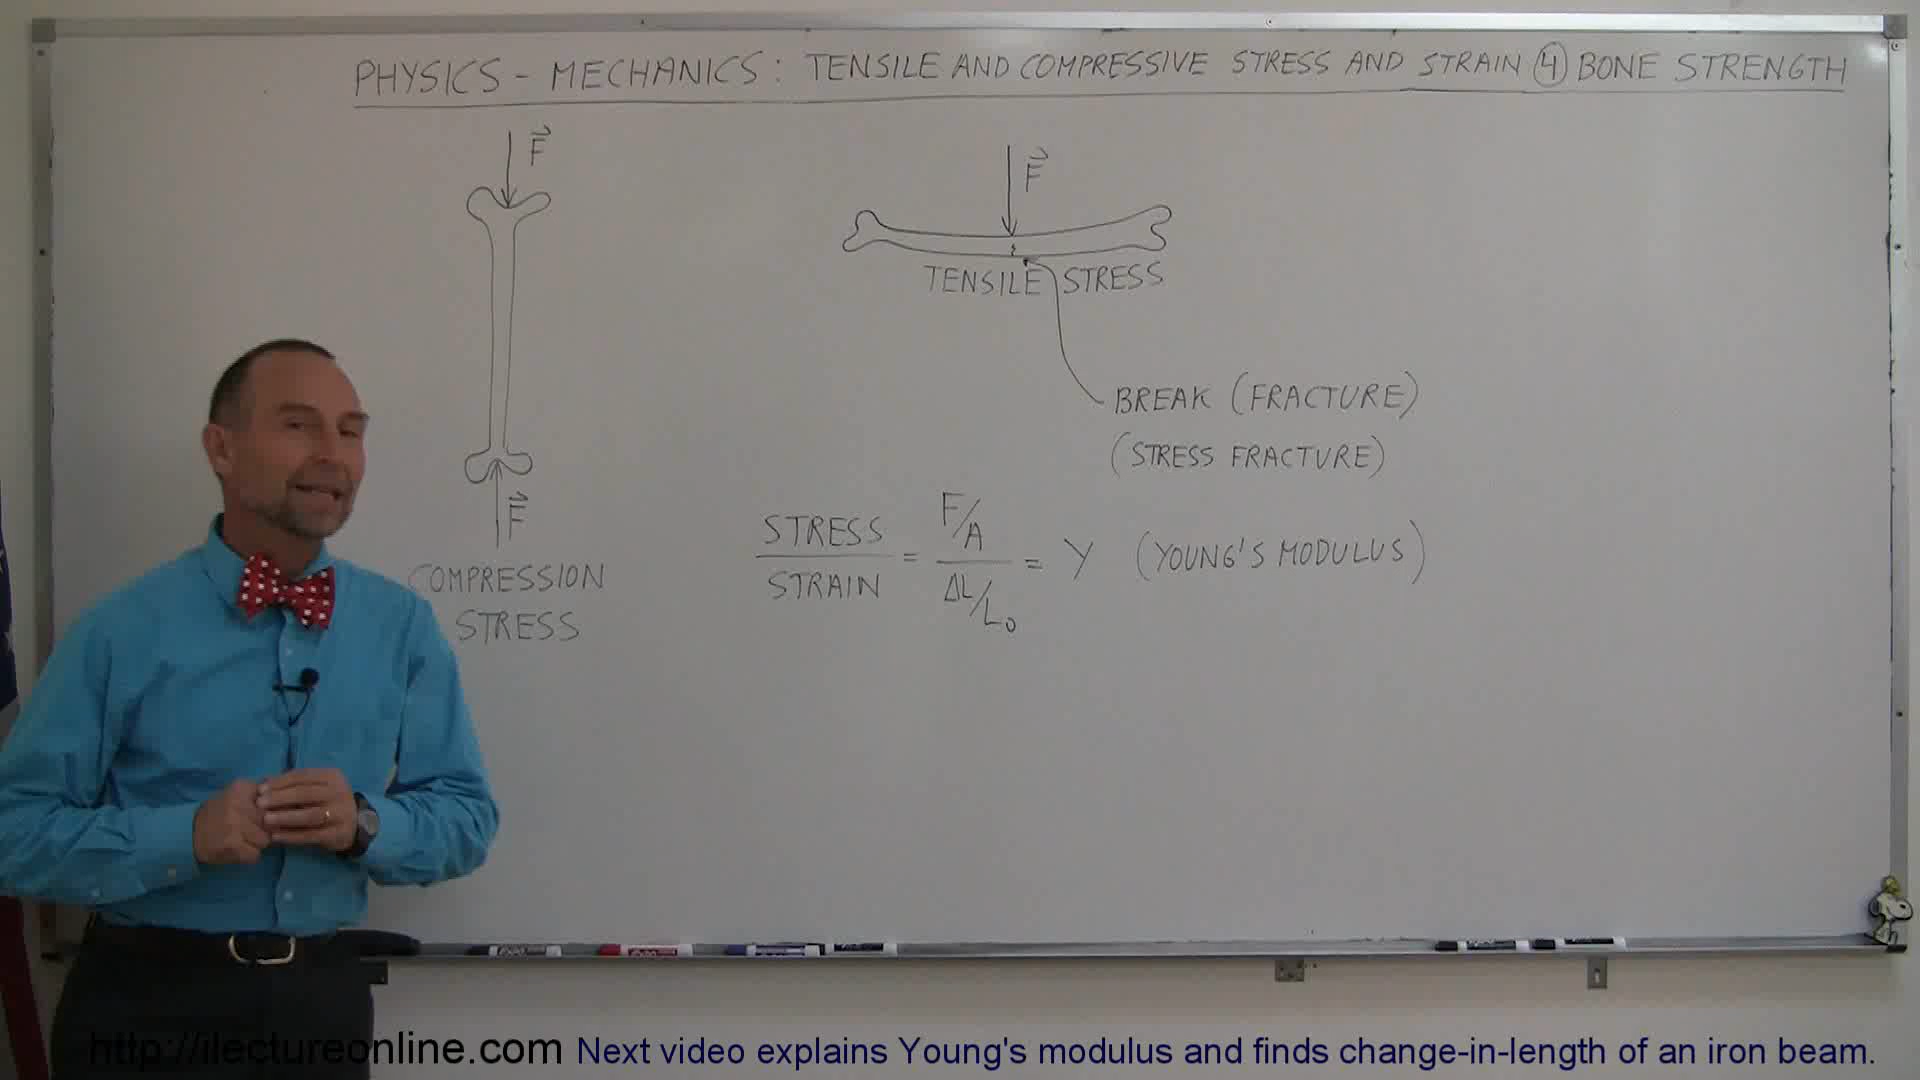 PHYSICS - MECHANICS: TENSILE AND COMPRESSIVE STRESS AND STRAIN ④ BONE STRENGTH
F⃗
F⃗
TENSILE STRESS
BREAK (FRACTURE)
(STRESS FRACTURE)
F⃗
COMPRESSION
STRESS
STRESS / STRAIN = F/A / ΔL/L₀ = Y (YOUNG'S MODULUS)
http://ilectureonline.com Next video explains Young's modulus and finds change-in-length of an iron beam.